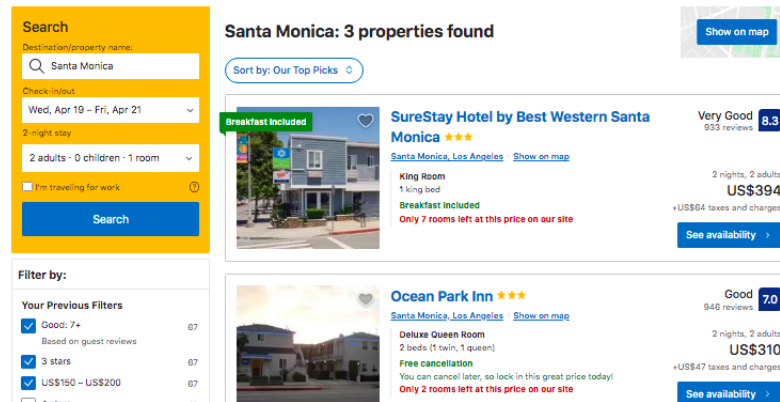 Search
Destination/property name:
Santa Monica
Check-in/out
Wed, Apr 19 – Fri, Apr 21
2-night stay
2 adults · 0 children · 1 room
I'm traveling for work
Search
Filter by:
Your Previous Filters
Good: 7+ 67
Based on guest reviews
3 stars 67
US$150 – US$200 67
Santa Monica: 3 properties found
Show on map
Sort by: Our Top Picks
Breakfast included
SureStay Hotel by Best Western Santa
Monica
Santa Monica, Los Angeles · Show on map
King Room
1 king bed
Breakfast included
Only 7 rooms left at this price on our site
Very Good 8.3
933 reviews
2 nights, 2 adults
US$394
+US$64 taxes and charges
See availability
Ocean Park Inn
Santa Monica, Los Angeles · Show on map
Deluxe Queen Room
2 beds (1 twin, 1 queen)
Free cancellation
You can cancel later, so lock in this great price today!
Only 2 rooms left at this price on our site
Good 7.0
946 reviews
2 nights, 2 adults
US$310
+US$47 taxes and charges
See availability